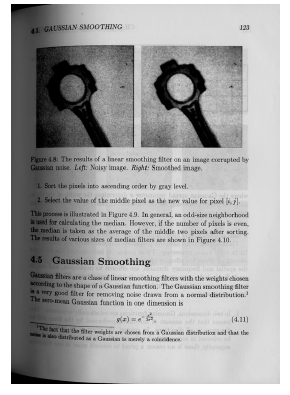 4.5. GAUSSIAN SMOOTHING 123
Figure 4.8: The results of a linear smoothing filter on an image corrupted by
Gaussian noise. Left: Noisy image. Right: Smoothed image.
1. Sort the pixels into ascending order by gray level.
2. Select the value of the middle pixel as the new value for pixel [i, j].
This process is illustrated in Figure 4.9. In general, an odd-size neighborhood
is used for calculating the median. However, if the number of pixels is even,
the median is taken as the average of the middle two pixels after sorting.
The results of various sizes of median filters are shown in Figure 4.10.
4.5 Gaussian Smoothing
Gaussian filters are a class of linear smoothing filters with the weights chosen
according to the shape of a Gaussian function. The Gaussian smoothing filter
is a very good filter for removing noise drawn from a normal distribution.¹
The zero-mean Gaussian function in one dimension is
g(x) = e^{-x²/2σ²}, (4.11)
¹The fact that the filter weights are chosen from a Gaussian distribution and that the
noise is also distributed as a Gaussian is merely a coincidence.